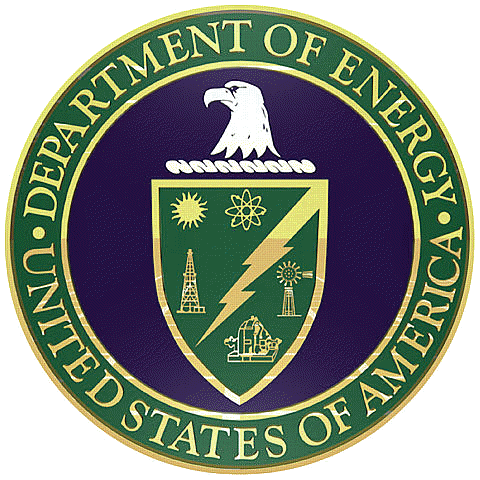 DEPARTMENT OF ENERGY
UNITED STATES OF AMERICA